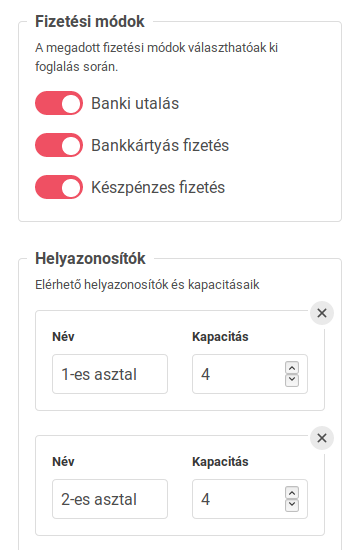 Fizetési módok
A megadott fizetési módok választhatóak ki
foglalás során.
Banki utalás
Bankkártyás fizetés
Készpénzes fizetés
Helyazonosítók
Elérhető helyazonosítók és kapacitásaik
Név Kapacitás
1-es asztal 4
Név Kapacitás
2-es asztal 4